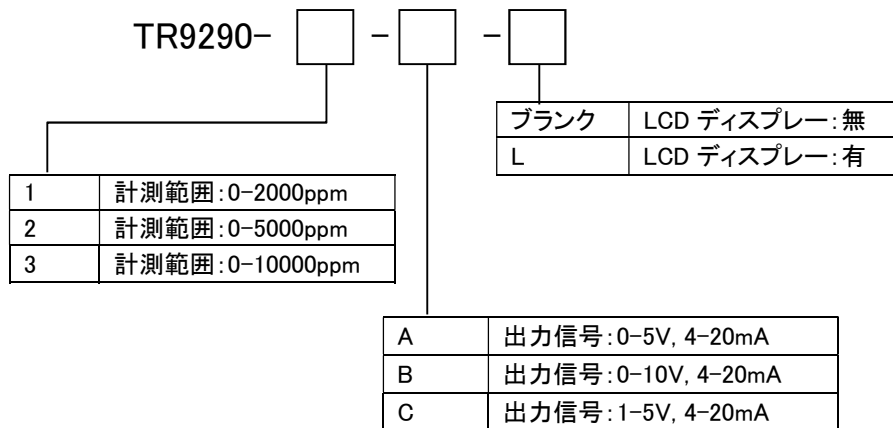 TR9290- - -
ブランク LCD ディスプレー:無
L LCD ディスプレー:有
1 計測範囲:0-2000ppm
2 計測範囲:0-5000ppm
3 計測範囲:0-10000ppm
A 出力信号:0-5V, 4-20mA
B 出力信号:0-10V, 4-20mA
C 出力信号:1-5V, 4-20mA